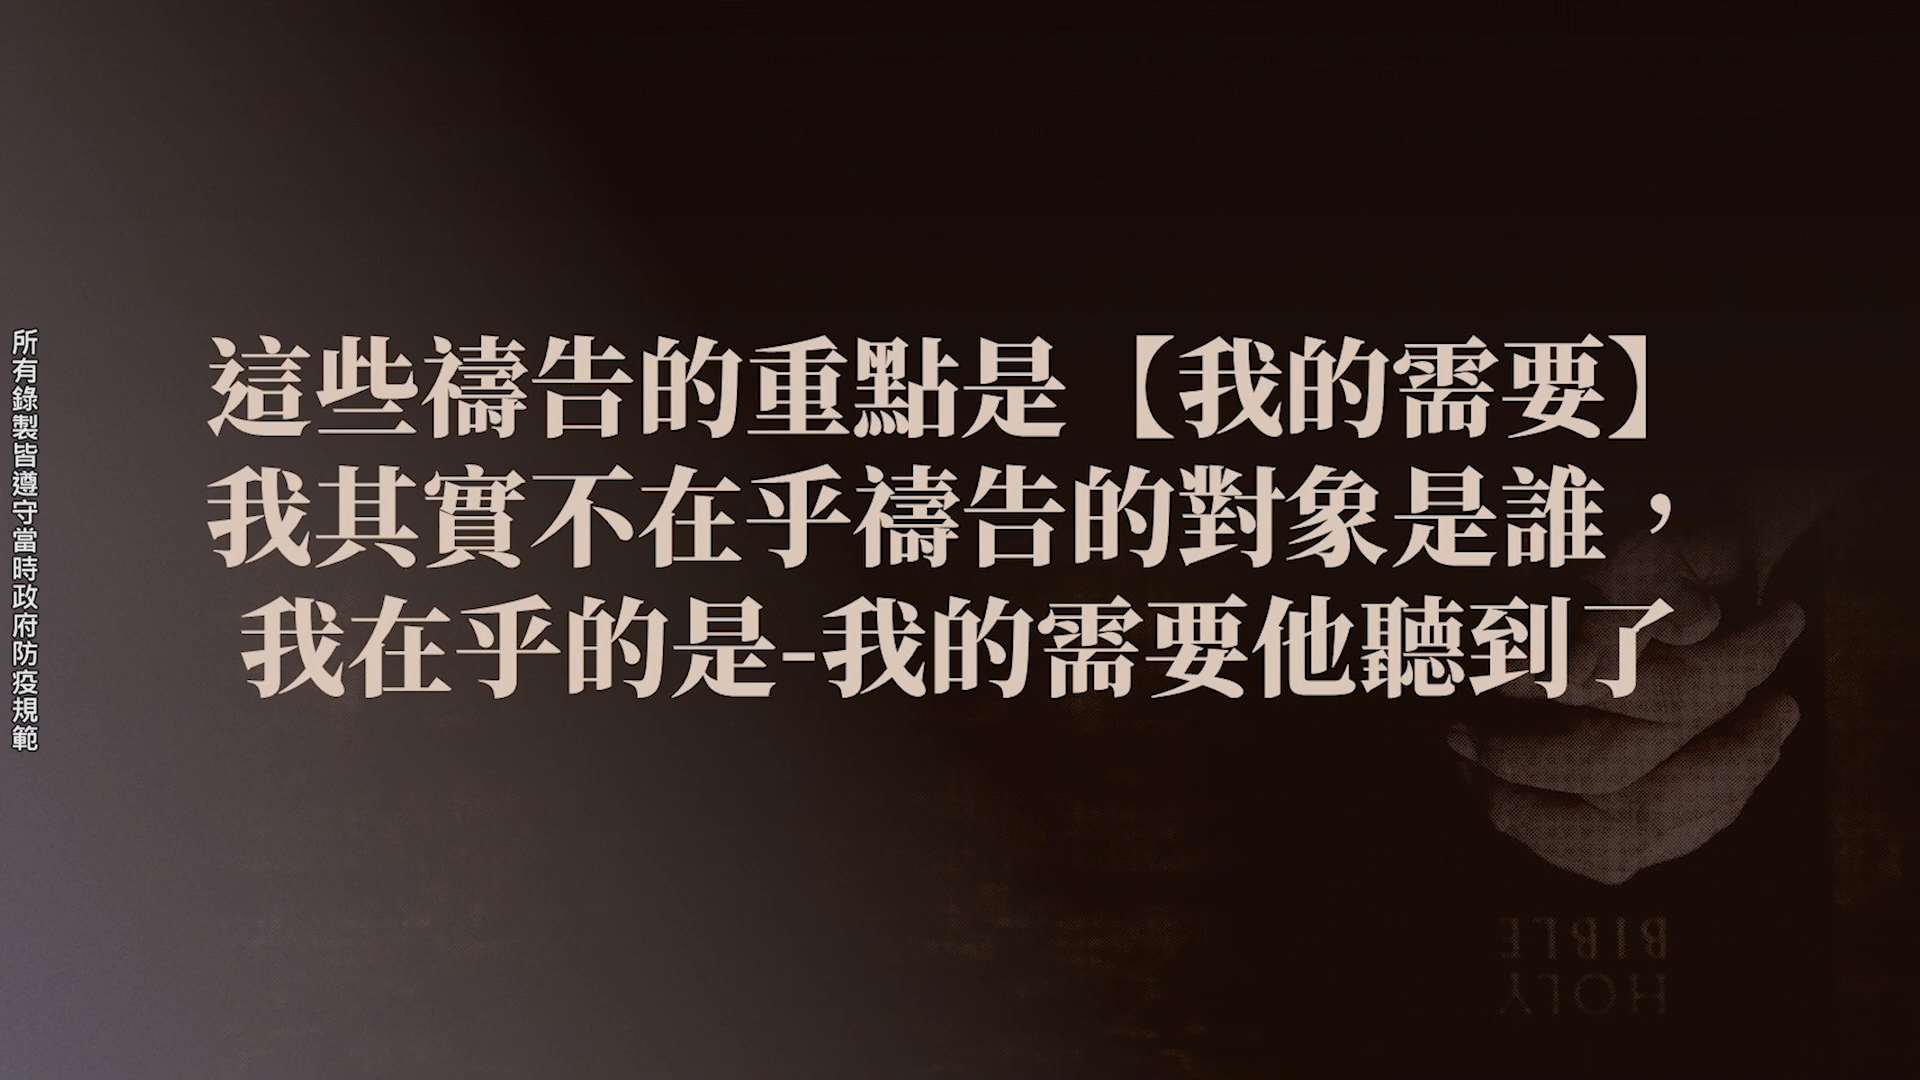 這些禱告的重點是【我的需要】
我其實不在乎禱告的對象是誰，
我在乎的是-我的需要他聽到了
所有錄製皆遵守當時政府防疫規範
HOLY
BIBLE